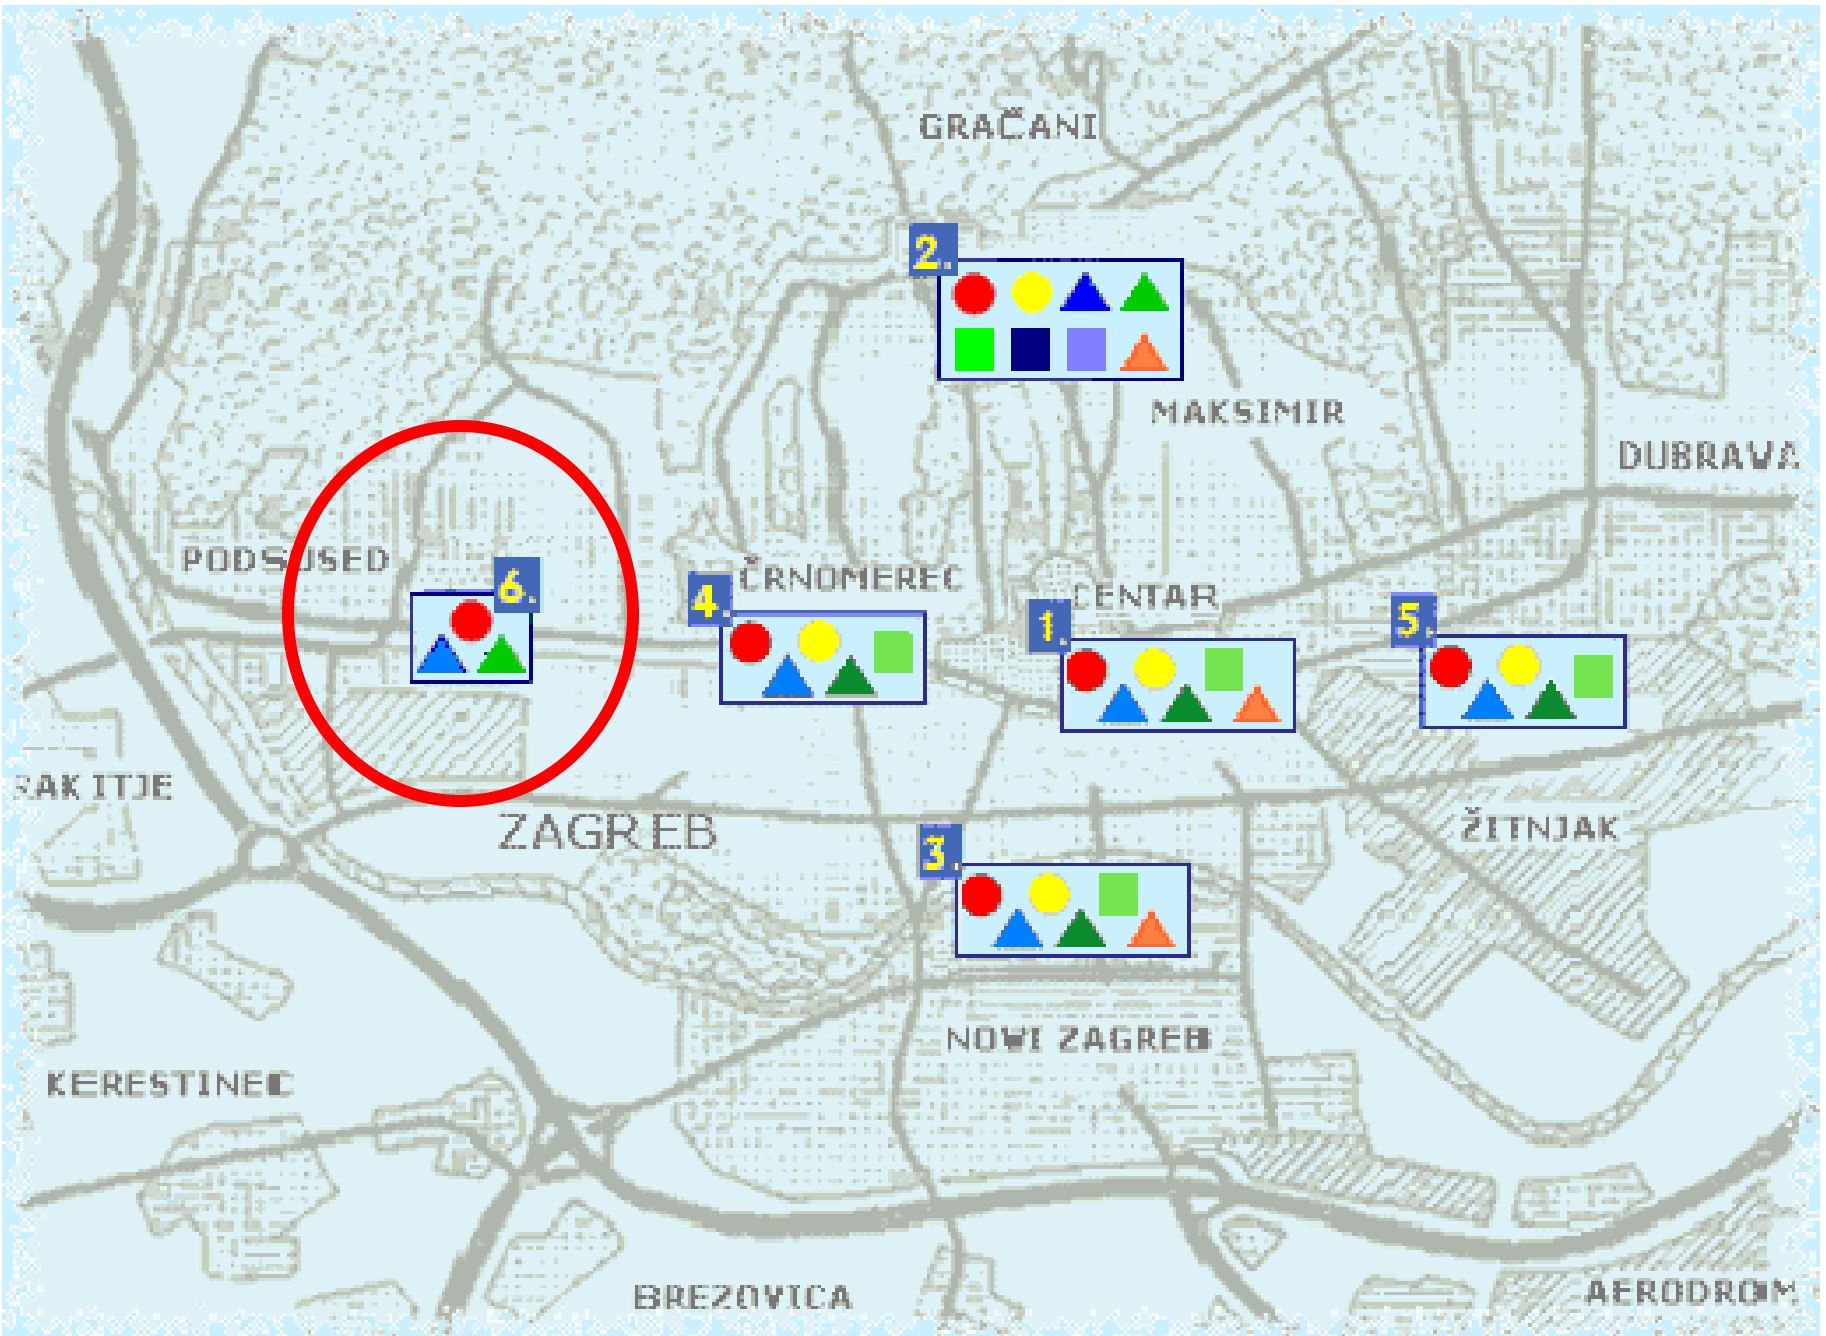 GRAČANI
2.
MAKSIMIR
DUBRAVA
PODSUSED
6.
4.
ČRNOMEREC
1.
CENTAR
5.
RAKITJE
ZAGREB
3.
ŽITNJAK
NOVI ZAGREB
KERESTINEC
BREZOVICA
AERODROM